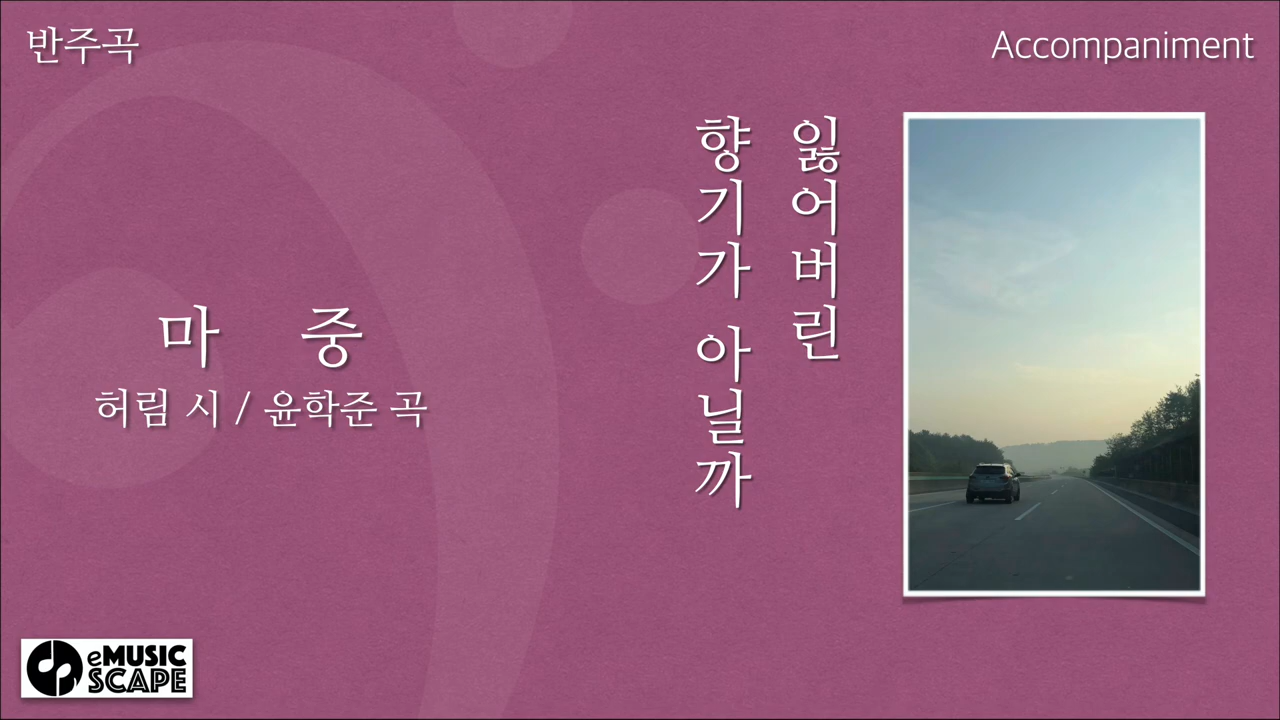 반주곡
Accompaniment
잃어버린
향기가 아닐까
마 중
허림 시 / 윤학준 곡
eMUSIC
SCAPE